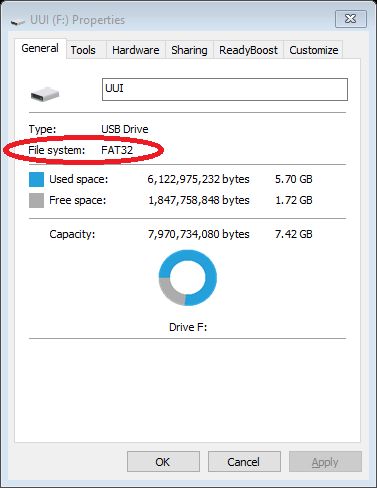 UUI (F:) Properties
General Tools Hardware Sharing ReadyBoost Customize
UUI
Type: USB Drive
File system: FAT32
Used space: 6,122,975,232 bytes 5.70 GB
Free space: 1,847,758,848 bytes 1.72 GB
Capacity: 7,970,734,080 bytes 7.42 GB
Drive F:
OK Cancel Apply